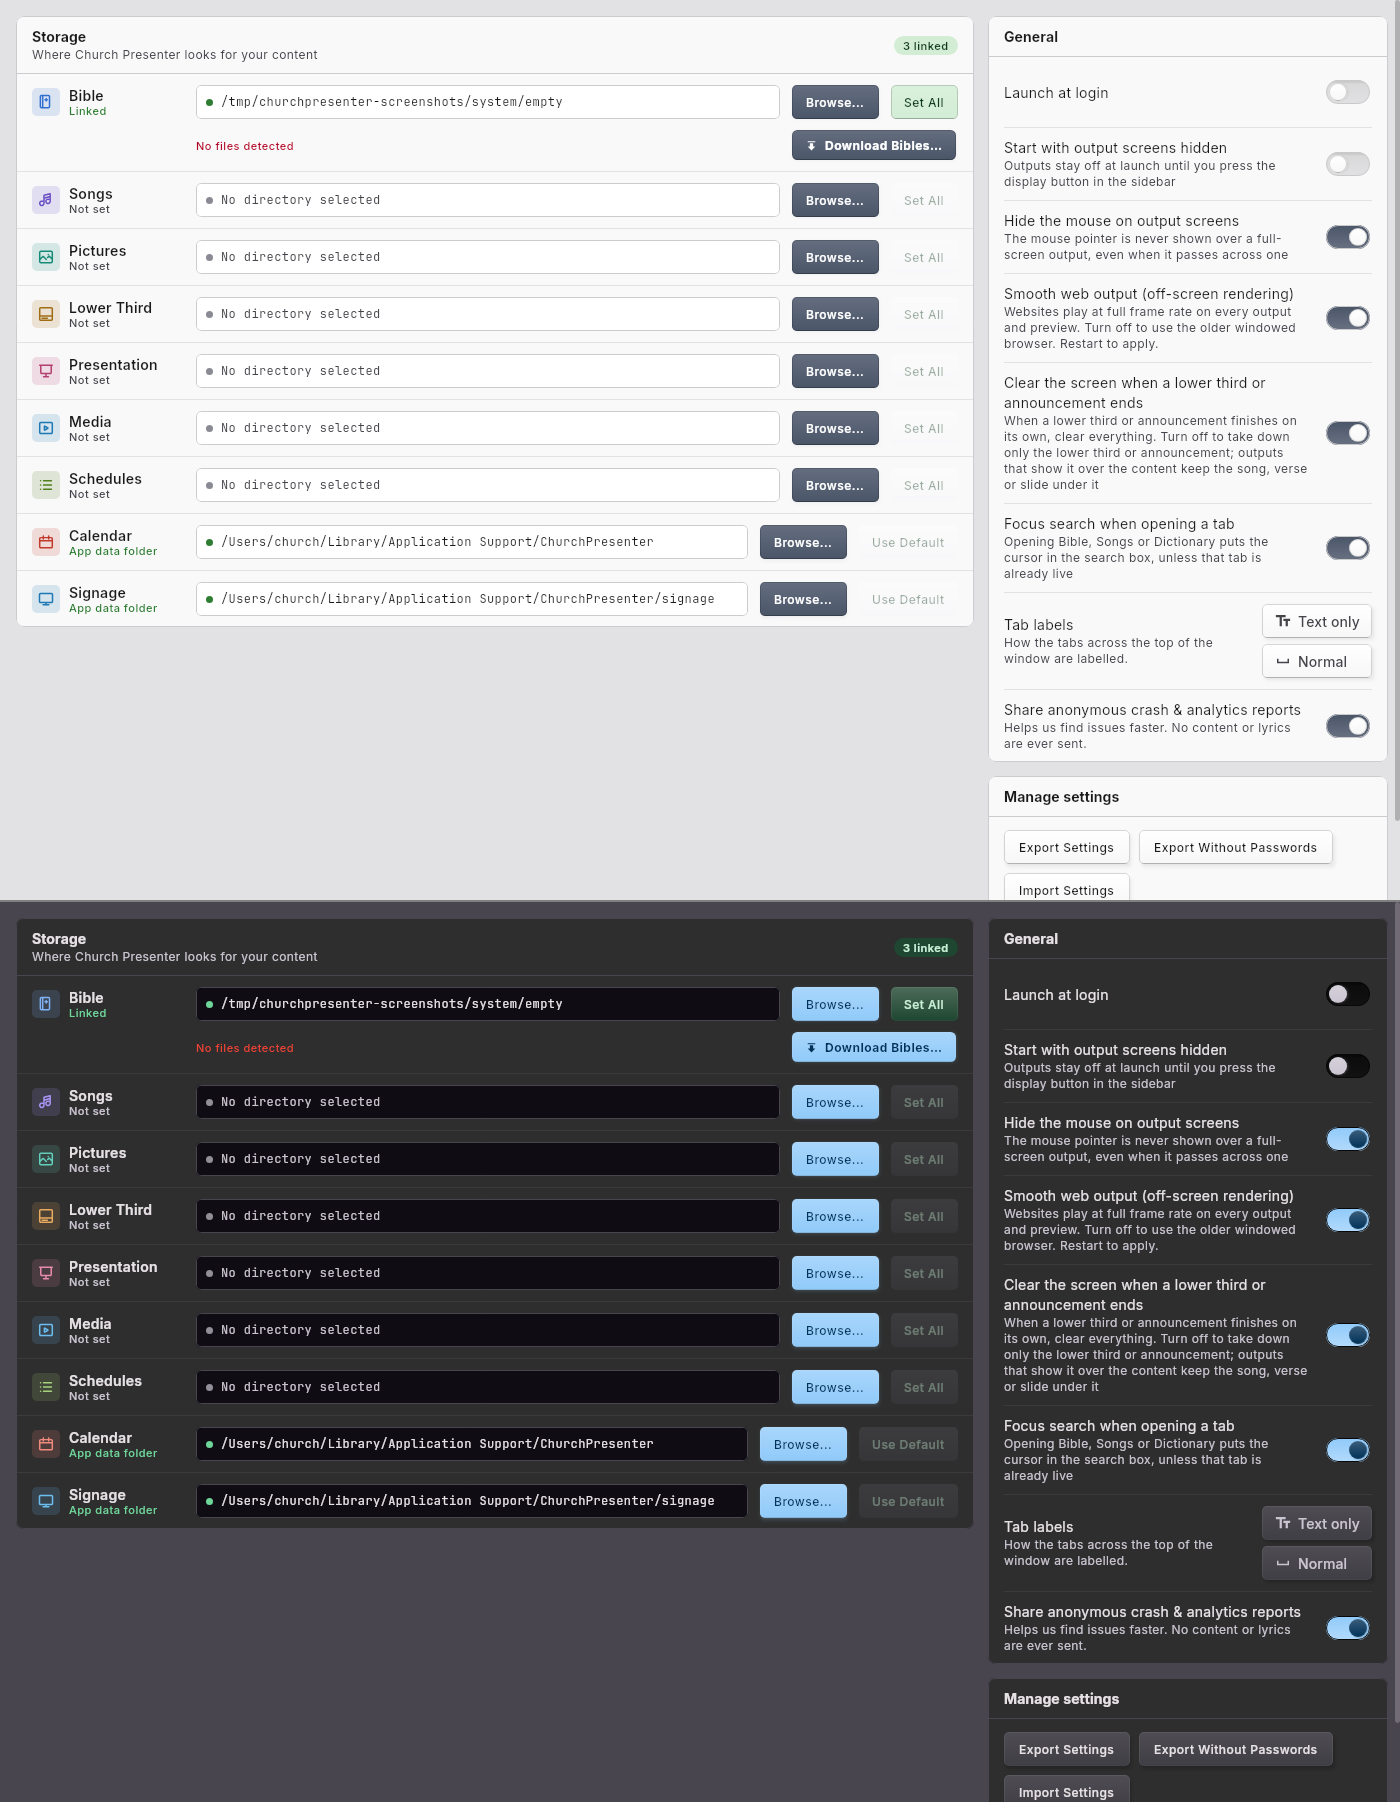 Storage
Where Church Presenter looks for your content
3 linked
Bible
Linked
/tmp/churchpresenter-screenshots/system/empty
Browse...
Set All
No files detected
Download Bibles...
Songs
Not set
No directory selected
Browse...
Set All
Pictures
Not set
No directory selected
Browse...
Set All
Lower Third
Not set
No directory selected
Browse...
Set All
Presentation
Not set
No directory selected
Browse...
Set All
Media
Not set
No directory selected
Browse...
Set All
Schedules
Not set
No directory selected
Browse...
Set All
Calendar
App data folder
/Users/church/Library/Application Support/ChurchPresenter
Browse...
Use Default
Signage
App data folder
/Users/church/Library/Application Support/ChurchPresenter/signage
Browse...
Use Default
General
Launch at login
Start with output screens hidden
Outputs stay off at launch until you press the
display button in the sidebar
Hide the mouse on output screens
The mouse pointer is never shown over a full-
screen output, even when it passes across one
Smooth web output (off-screen rendering)
Websites play at full frame rate on every output
and preview. Turn off to use the older windowed
browser. Restart to apply.
Clear the screen when a lower third or
announcement ends
When a lower third or announcement finishes on
its own, clear everything. Turn off to take down
only the lower third or announcement; outputs
that show it over the content keep the song, verse
or slide under it
Focus search when opening a tab
Opening Bible, Songs or Dictionary puts the
cursor in the search box, unless that tab is
already live
Tab labels
How the tabs across the top of the
window are labelled.
Text only
Normal
Share anonymous crash & analytics reports
Helps us find issues faster. No content or lyrics
are ever sent.
Manage settings
Export Settings
Export Without Passwords
Import Settings
Storage
Where Church Presenter looks for your content
3 linked
Bible
Linked
/tmp/churchpresenter-screenshots/system/empty
Browse...
Set All
No files detected
Download Bibles...
Songs
Not set
No directory selected
Browse...
Set All
Pictures
Not set
No directory selected
Browse...
Set All
Lower Third
Not set
No directory selected
Browse...
Set All
Presentation
Not set
No directory selected
Browse...
Set All
Media
Not set
No directory selected
Browse...
Set All
Schedules
Not set
No directory selected
Browse...
Set All
Calendar
App data folder
/Users/church/Library/Application Support/ChurchPresenter
Browse...
Use Default
Signage
App data folder
/Users/church/Library/Application Support/ChurchPresenter/signage
Browse...
Use Default
General
Launch at login
Start with output screens hidden
Outputs stay off at launch until you press the
display button in the sidebar
Hide the mouse on output screens
The mouse pointer is never shown over a full-
screen output, even when it passes across one
Smooth web output (off-screen rendering)
Websites play at full frame rate on every output
and preview. Turn off to use the older windowed
browser. Restart to apply.
Clear the screen when a lower third or
announcement ends
When a lower third or announcement finishes on
its own, clear everything. Turn off to take down
only the lower third or announcement; outputs
that show it over the content keep the song, verse
or slide under it
Focus search when opening a tab
Opening Bible, Songs or Dictionary puts the
cursor in the search box, unless that tab is
already live
Tab labels
How the tabs across the top of the
window are labelled.
Text only
Normal
Share anonymous crash & analytics reports
Helps us find issues faster. No content or lyrics
are ever sent.
Manage settings
Export Settings
Export Without Passwords
Import Settings